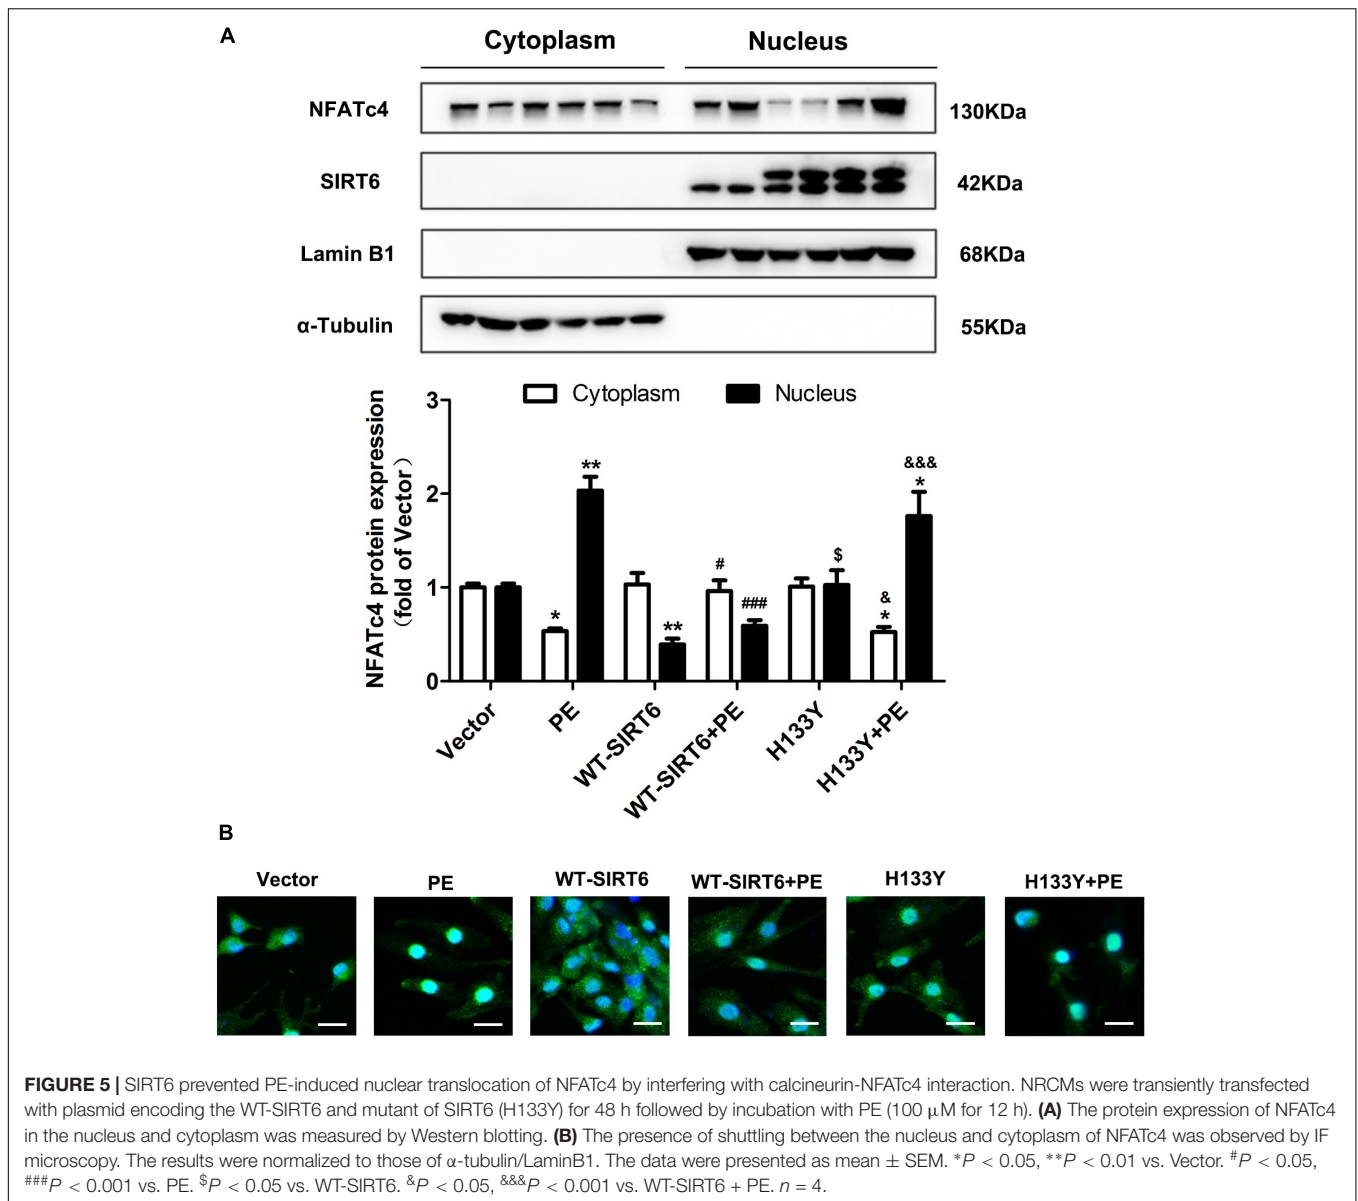 A
Cytoplasm Nucleus
NFATc4 130KDa
SIRT6 42KDa
Lamin B1 68KDa
α-Tubulin 55KDa
Cytoplasm Nucleus
NFATc4 protein expression
(fold of Vector)
3
2
1
0
* ** ** # ### $ & * &&& *
Vector PE WT-SIRT6 WT-SIRT6+PE H133Y H133Y+PE
B
Vector PE WT-SIRT6 WT-SIRT6+PE H133Y H133Y+PE
FIGURE 5 | SIRT6 prevented PE-induced nuclear translocation of NFATc4 by interfering with calcineurin-NFATc4 interaction. NRCMs were transiently transfected
with plasmid encoding the WT-SIRT6 and mutant of SIRT6 (H133Y) for 48 h followed by incubation with PE (100 μM for 12 h). (A) The protein expression of NFATc4
in the nucleus and cytoplasm was measured by Western blotting. (B) The presence of shuttling between the nucleus and cytoplasm of NFATc4 was observed by IF
microscopy. The results were normalized to those of α-tubulin/LaminB1. The data were presented as mean ± SEM. *P < 0.05, **P < 0.01 vs. Vector. #P < 0.05,
###P < 0.001 vs. PE. $P < 0.05 vs. WT-SIRT6. &P < 0.05, &&&P < 0.001 vs. WT-SIRT6 + PE. n = 4.